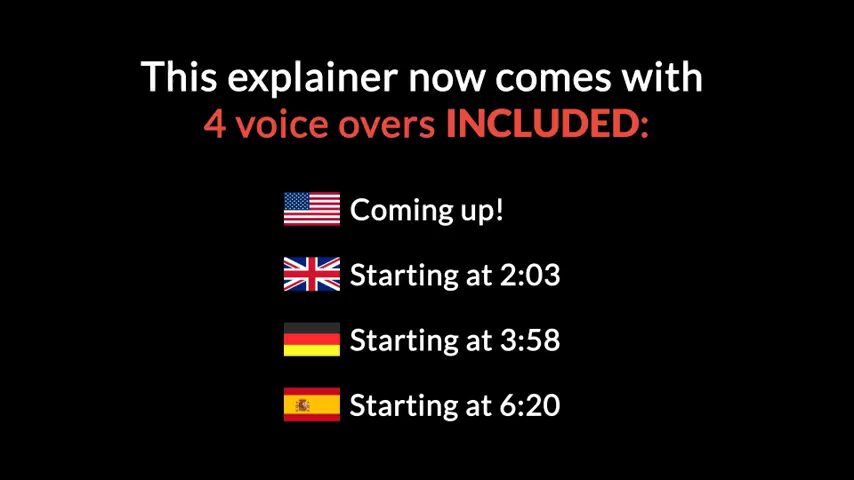 This explainer now comes with
4 voice overs INCLUDED:
Coming up!
Starting at 2:03
Starting at 3:58
Starting at 6:20